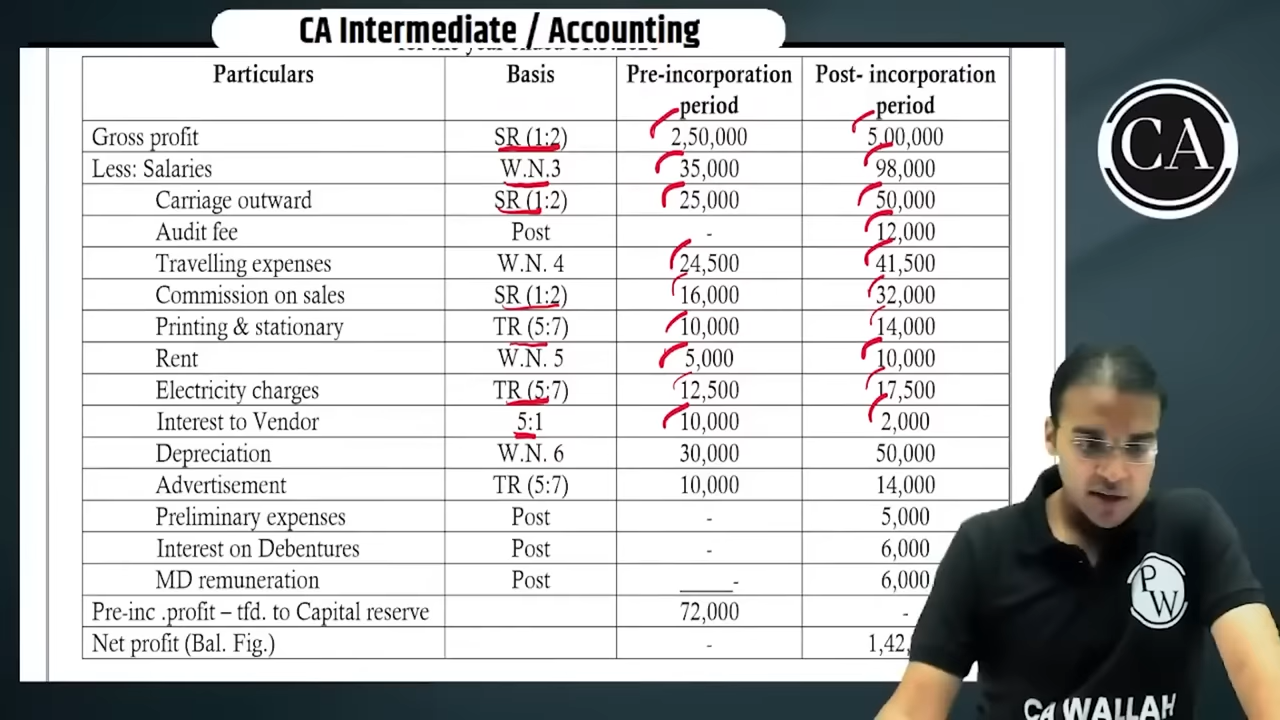 CA Intermediate / Accounting
Particulars Basis Pre-incorporation period Post- incorporation period
Gross profit SR (1:2) 2,50,000 5,00,000
Less: Salaries W.N.3 35,000 98,000
Carriage outward SR (1:2) 25,000 50,000
Audit fee Post - 12,000
Travelling expenses W.N. 4 24,500 41,500
Commission on sales SR (1:2) 16,000 32,000
Printing & stationary TR (5:7) 10,000 14,000
Rent W.N. 5 5,000 10,000
Electricity charges TR (5:7) 12,500 17,500
Interest to Vendor 5:1 10,000 2,000
Depreciation W.N. 6 30,000 50,000
Advertisement TR (5:7) 10,000 14,000
Preliminary expenses Post - 5,000
Interest on Debentures Post - 6,000
MD remuneration Post - 6,000
Pre-inc .profit – tfd. to Capital reserve 72,000 -
Net profit (Bal. Fig.) - 1,42,
CA
PW
CA WALLAH